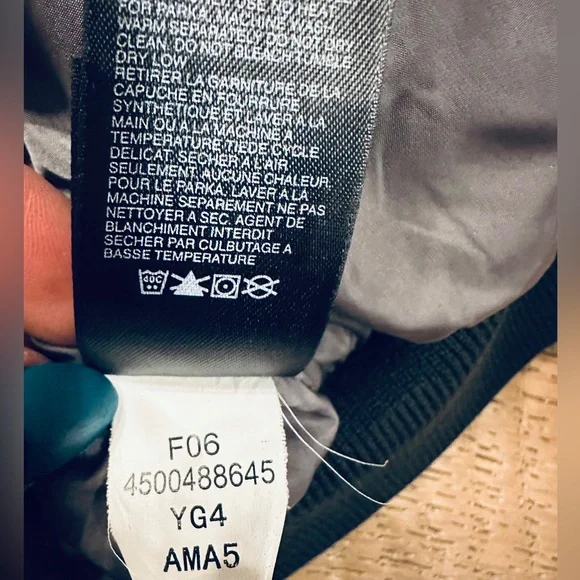 FOR PARKA, MACHINE WASH
WARM SEPARATELY DO NOT DRY
CLEAN. DO NOT BLEACH TUMBLE
DRY LOW
RETIRER LA GARNITURE DE LA
CAPUCHE EN FOURRURE
SYNTHETIQUE ET LAVER A LA
MAIN OU A LA MACHINE A
TEMPERATURE TIEDE CYCLE
DELICAT. SECHER A L'AIR
SEULEMENT. AUCUNE CHALEUR.
POUR LE PARKA. LAVER A LA
MACHINE SEPAREMENT NE PAS
NETTOYER A SEC. AGENT DE
BLANCHIMENT INTERDIT
SECHER PAR CULBUTAGE A
BASSE TEMPERATURE
40C
F06
4500488645
YG4
AMA5